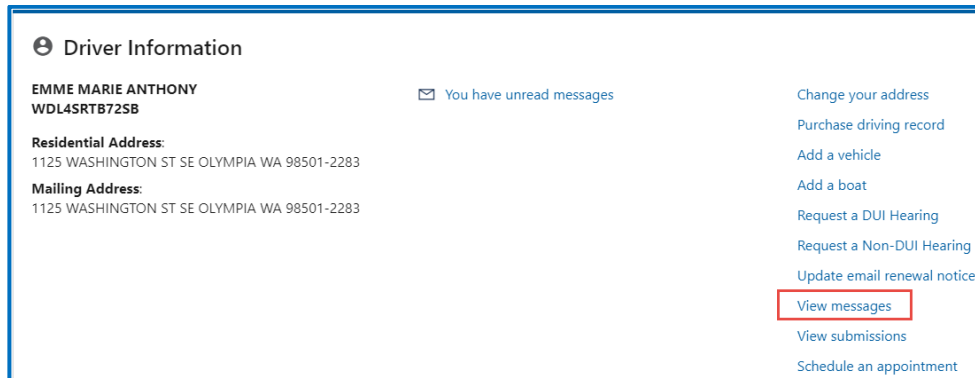 Driver Information
EMME MARIE ANTHONY
WDL4SRTB72SB
Residential Address:
1125 WASHINGTON ST SE OLYMPIA WA 98501-2283
Mailing Address:
1125 WASHINGTON ST SE OLYMPIA WA 98501-2283
You have unread messages
Change your address
Purchase driving record
Add a vehicle
Add a boat
Request a DUI Hearing
Request a Non-DUI Hearing
Update email renewal notice
View messages
View submissions
Schedule an appointment